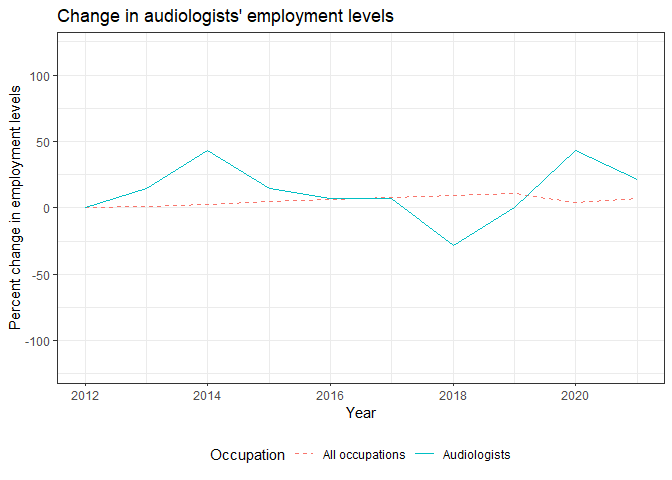 Change in audiologists' employment levels
Percent change in employment levels
100
50
0
-50
-100
2012
2014
2016
2018
2020
Year
Occupation
All occupations
Audiologists